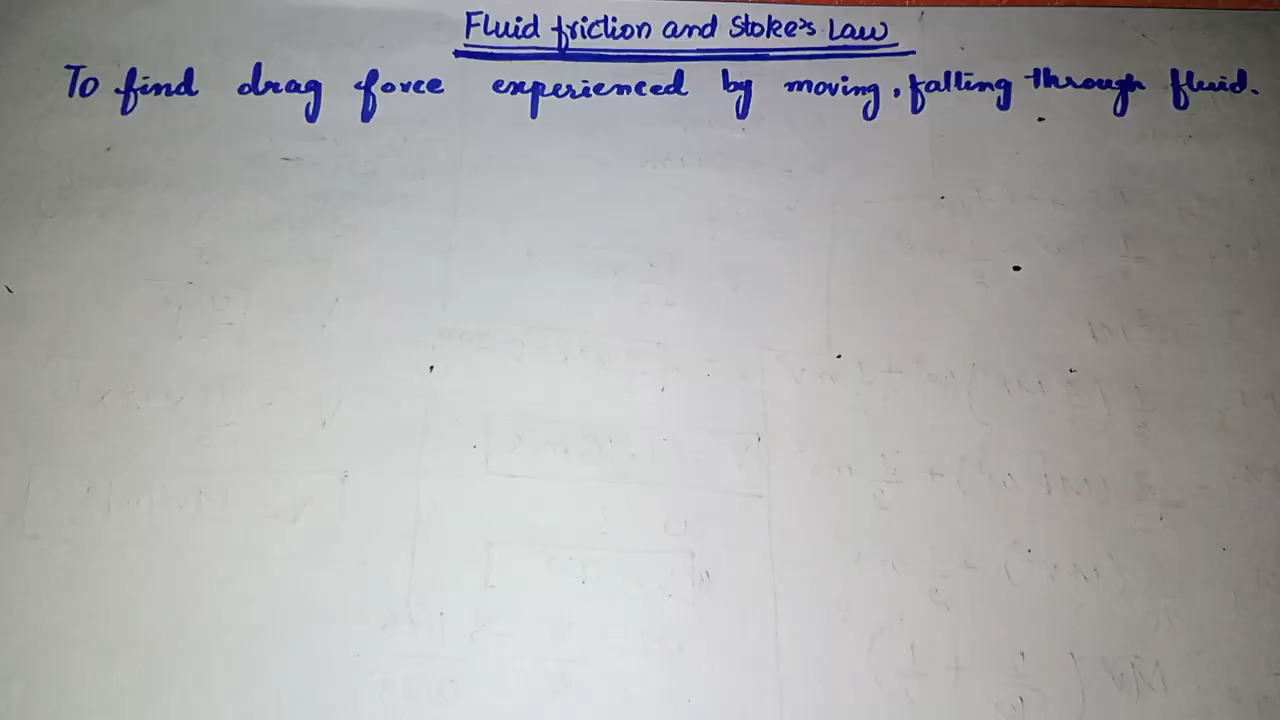 Fluid friction and Stoke's Law
To find drag force experienced by moving, falling through fluid.